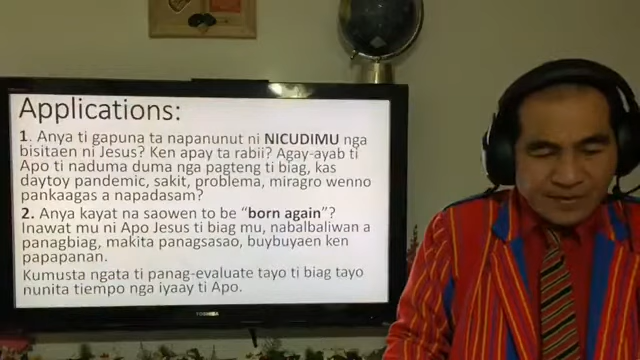 Applications:
1. Anya ti gapuna ta napanunut ni NICUDIMU nga
bisitaen ni Jesus? Ken apay ta rabii? Agay-ayab ti
Apo ti naduma duma nga pagteng ti biag, kas
daytoy pandemic, sakit, problema, miragro wenno
pankaagas a napadasam?
2. Anya kayat na saowen to be "born again"?
Inawat mu ni Apo Jesus ti biag mu, nabalbaliwan a
panagbiag, makita panagsasao, buybuyaen ken
papapanan.
Kumusta ngata ti panag-evaluate tayo ti biag tayo
nunita tiempo nga iyaay ti Apo.
TOSHIBA